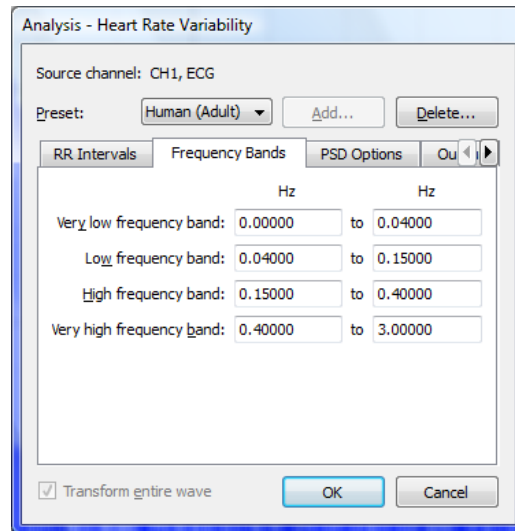 Analysis - Heart Rate Variability
Source channel: CH1, ECG
Preset: Human (Adult) Add... Delete...
RR Intervals Frequency Bands PSD Options Ou
Hz Hz
Very low frequency band: 0.00000 to 0.04000
Low frequency band: 0.04000 to 0.15000
High frequency band: 0.15000 to 0.40000
Very high frequency band: 0.40000 to 3.00000
Transform entire wave OK Cancel